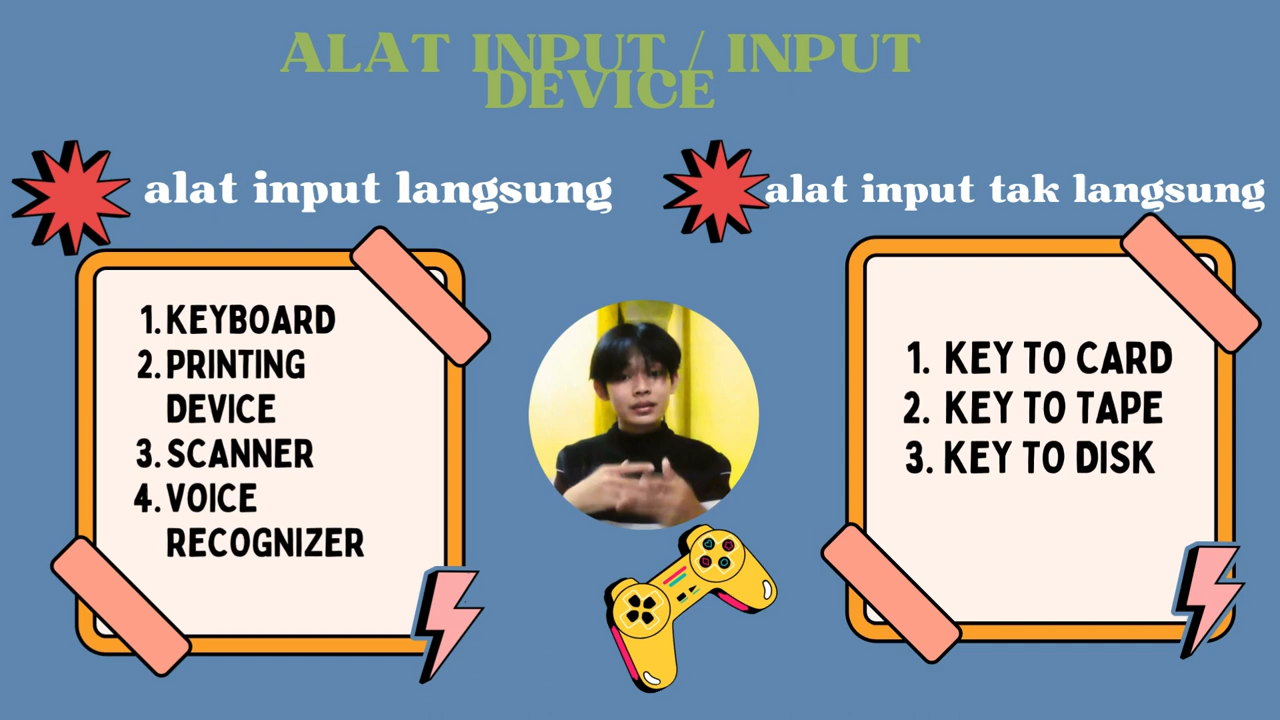 ALAT INPUT / INPUT
DEVICE
alat input langsung
1. KEYBOARD
2. PRINTING
DEVICE
3. SCANNER
4. VOICE
RECOGNIZER
alat input tak langsung
1. KEY TO CARD
2. KEY TO TAPE
3. KEY TO DISK